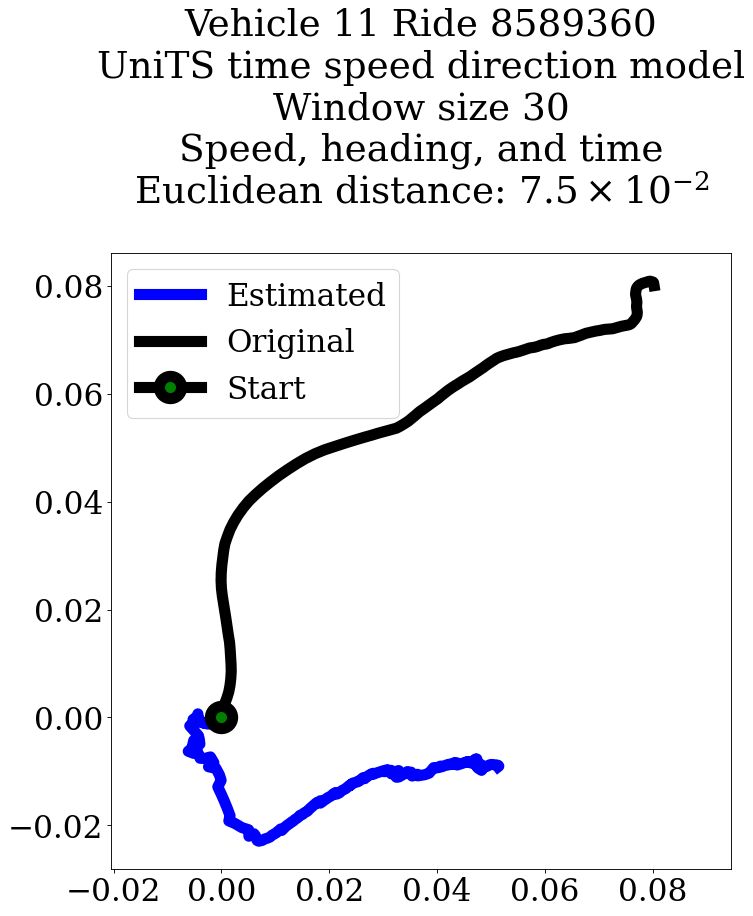 Vehicle 11 Ride 8589360
UniTS time speed direction model
Window size 30
Speed, heading, and time
Euclidean distance: 7.5 × 10⁻²
Estimated
Original
Start
0.08
0.06
0.04
0.02
0.00
−0.02
−0.02 0.00 0.02 0.04 0.06 0.08